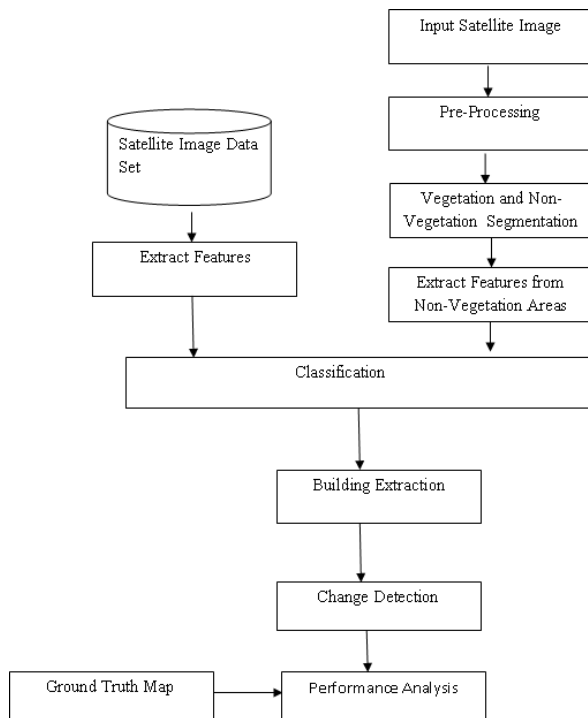 Input Satellite Image
Pre-Processing
Satellite Image Data
Set
Vegetation and Non-
Vegetation Segmentation
Extract Features
Extract Features from
Non-Vegetation Areas
Classification
Building Extraction
Change Detection
Ground Truth Map
Performance Analysis